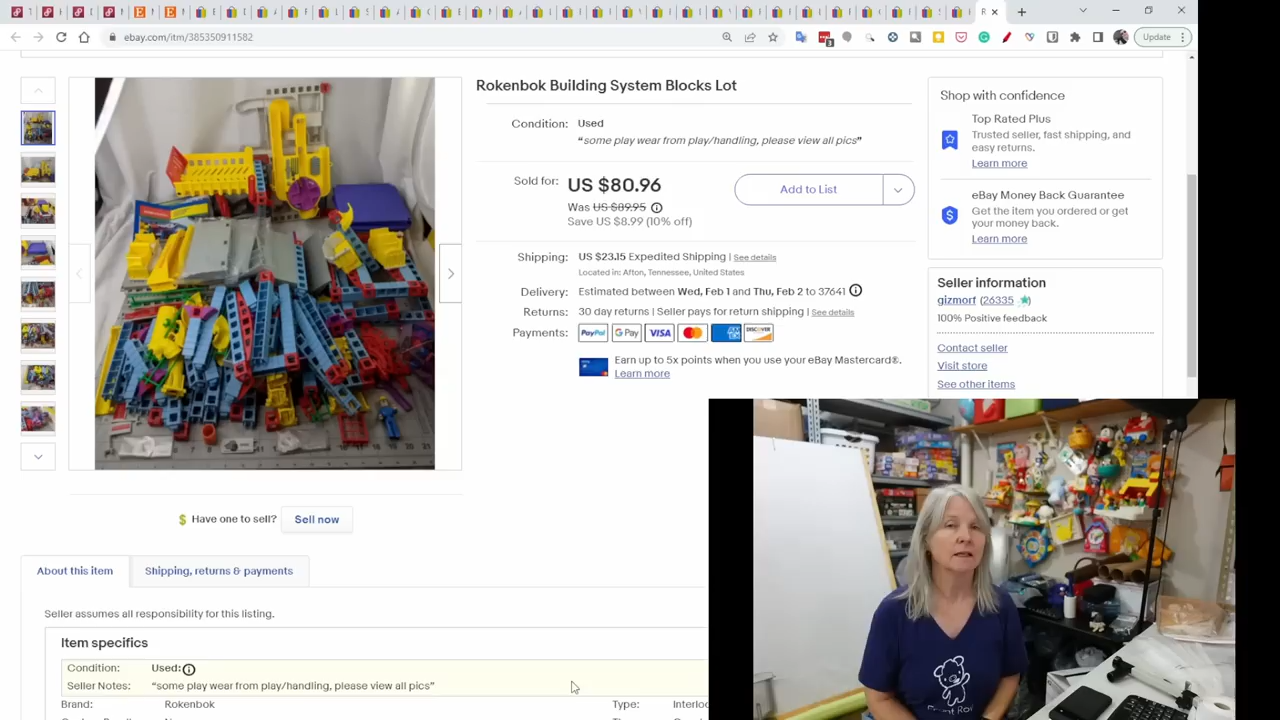 ebay.com/itm/385350911582
3
Update
Rokenbok Building System Blocks Lot
Condition: Used
"some play wear from play/handling, please view all pics"
Sold for: US $80.96
Was US $89.95
Save US $8.99 (10% off)
Add to List
Shipping: US $23.15 Expedited Shipping | See details
Located in: Afton, Tennessee, United States
Delivery: Estimated between Wed, Feb 1 and Thu, Feb 2 to 37641
Returns: 30 day returns | Seller pays for return shipping | See details
Payments: PayPal G Pay VISA DISCOVER
Earn up to 5x points when you use your eBay Mastercard®.
Learn more
Shop with confidence
Top Rated Plus
Trusted seller, fast shipping, and
easy returns.
Learn more
eBay Money Back Guarantee
Get the item you ordered or get
your money back.
Learn more
Seller information
gizmorf (26335
100% Positive feedback
Contact seller
Visit store
See other items
$ Have one to sell? Sell now
About this item
Shipping, returns & payments
Seller assumes all responsibility for this listing.
Item specifics
Condition: Used:
Seller Notes: "some play wear from play/handling, please view all pics"
Brand: Rokenbok
Type: